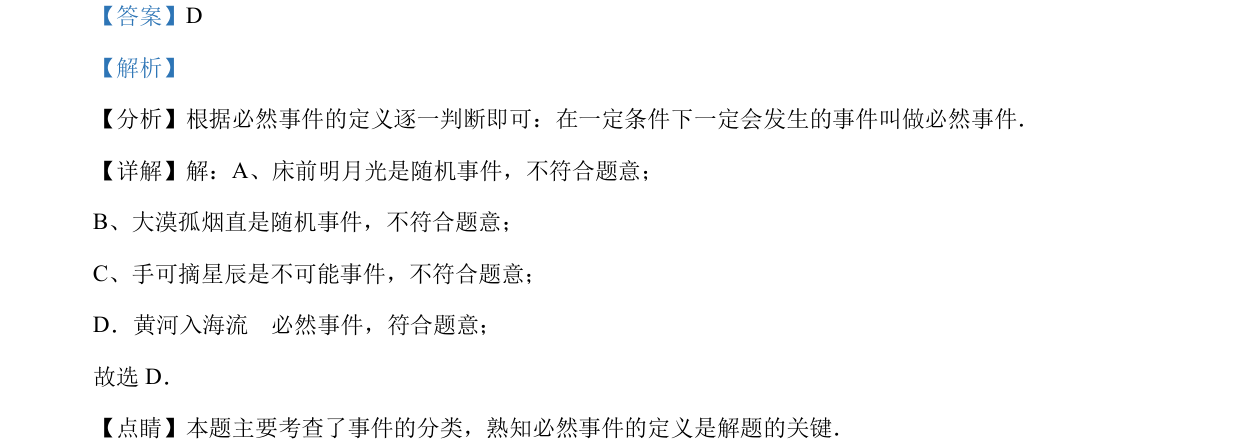 【答案】D
【解析】
【分析】根据必然事件的定义逐一判断即可：在一定条件下一定会发生的事件叫做必然事件．
【详解】解：A、床前明月光是随机事件，不符合题意；
B、大漠孤烟直是随机事件，不符合题意；
C、手可摘星辰是不可能事件，不符合题意；
D．黄河入海流　必然事件，符合题意；
故选 D．
【点睛】本题主要考查了事件的分类，熟知必然事件的定义是解题的关键．